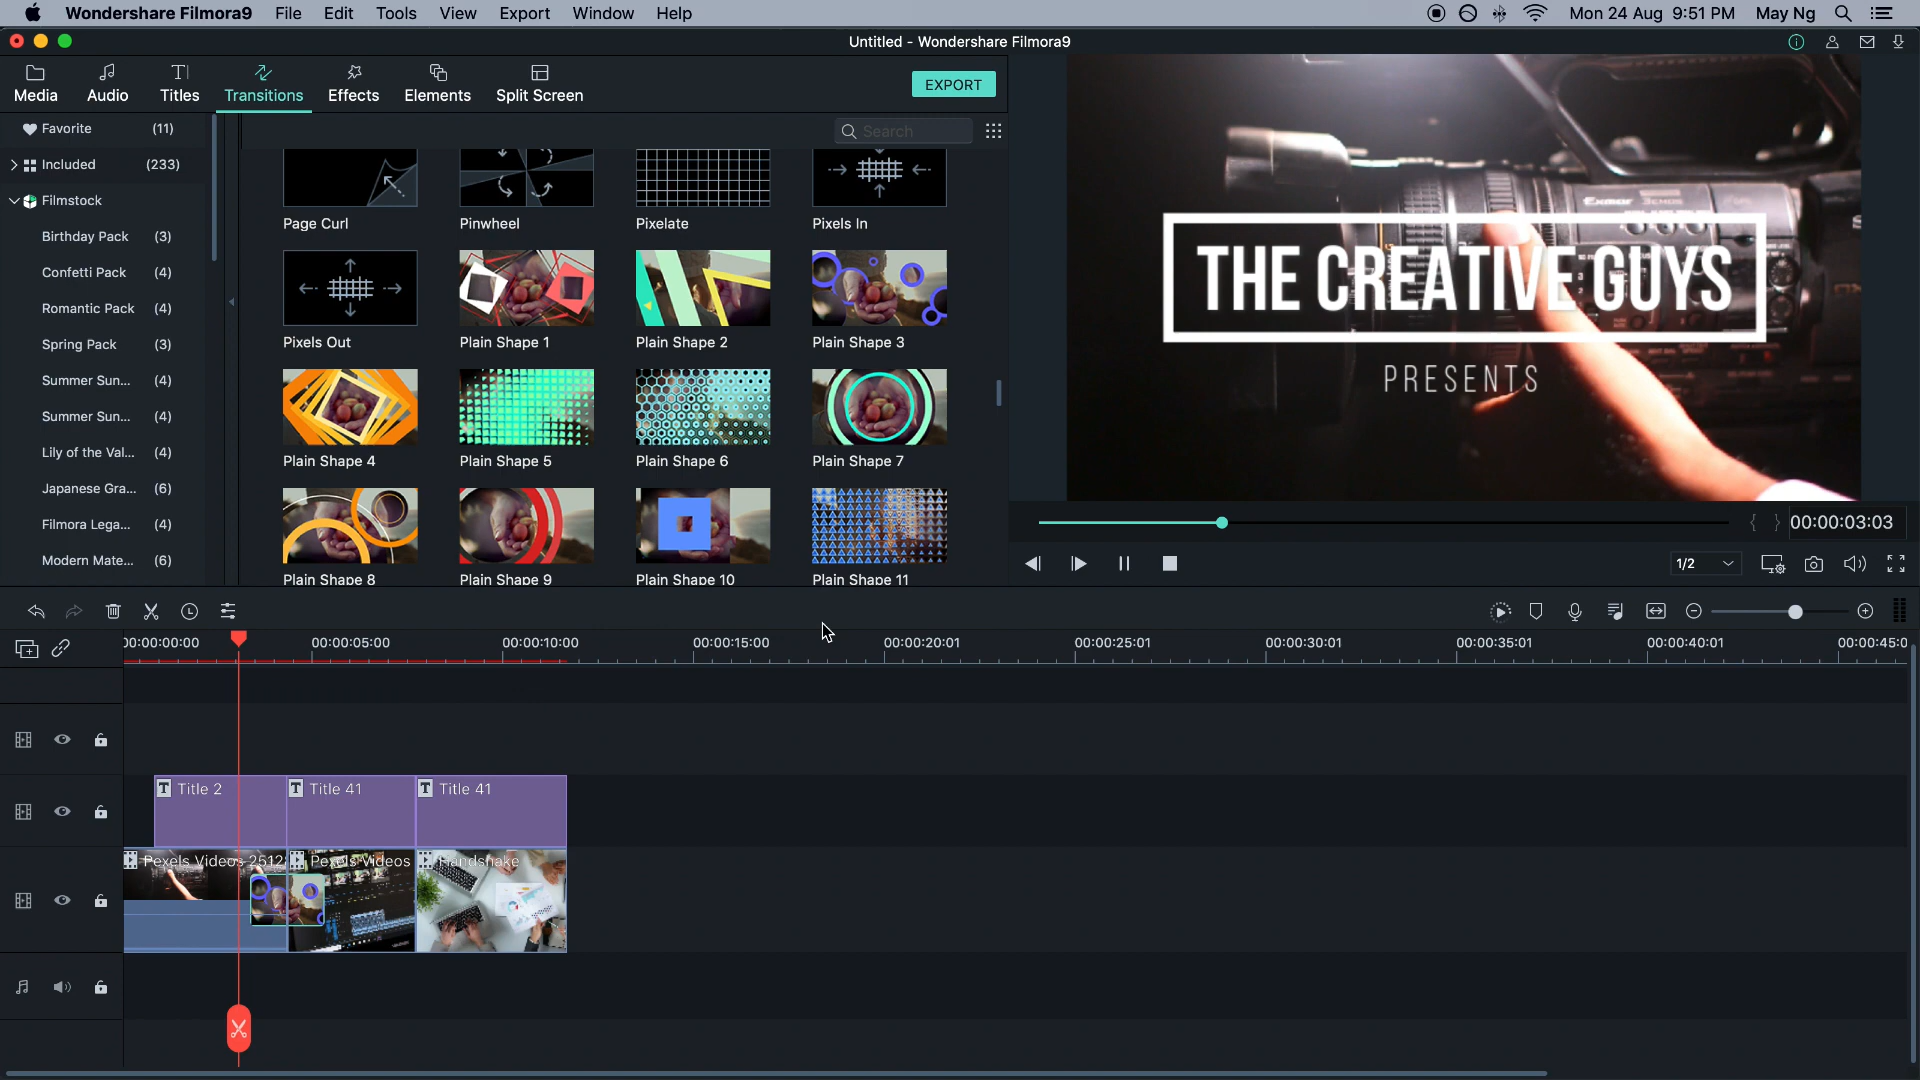 Wondershare Filmora9 File Edit Tools View Export Window Help Mon 24 Aug 9:51 PM May Ng
Untitled - Wondershare Filmora9
Media Audio Titles Transitions Effects Elements Split Screen EXPORT
Favorite (11)
Included (233)
Filmstock
Birthday Pack (3)
Confetti Pack (4)
Romantic Pack (4)
Spring Pack (3)
Summer Sun... (4)
Summer Sun... (4)
Lily of the Val... (4)
Japanese Gra... (6)
Filmora Lega... (4)
Modern Mate... (6)
Search
Page Curl Pinwheel Pixelate Pixels In
Pixels Out Plain Shape 1 Plain Shape 2 Plain Shape 3
Plain Shape 4 Plain Shape 5 Plain Shape 6 Plain Shape 7
Plain Shape 8 Plain Shape 9 Plain Shape 10 Plain Shape 11
Exmor 3CMOS
THE CREATIVE GUYS
PRESENTS
{ } 00:00:03:03
1/2
00:00:00:00 00:00:05:00 00:00:10:00 00:00:15:00 00:00:20:01 00:00:25:01 00:00:30:01 00:00:35:01 00:00:40:01 00:00:45:0
T Title 2 T Title 41 T Title 41
Pexels Videos 2512 Pexels Videos Handshake